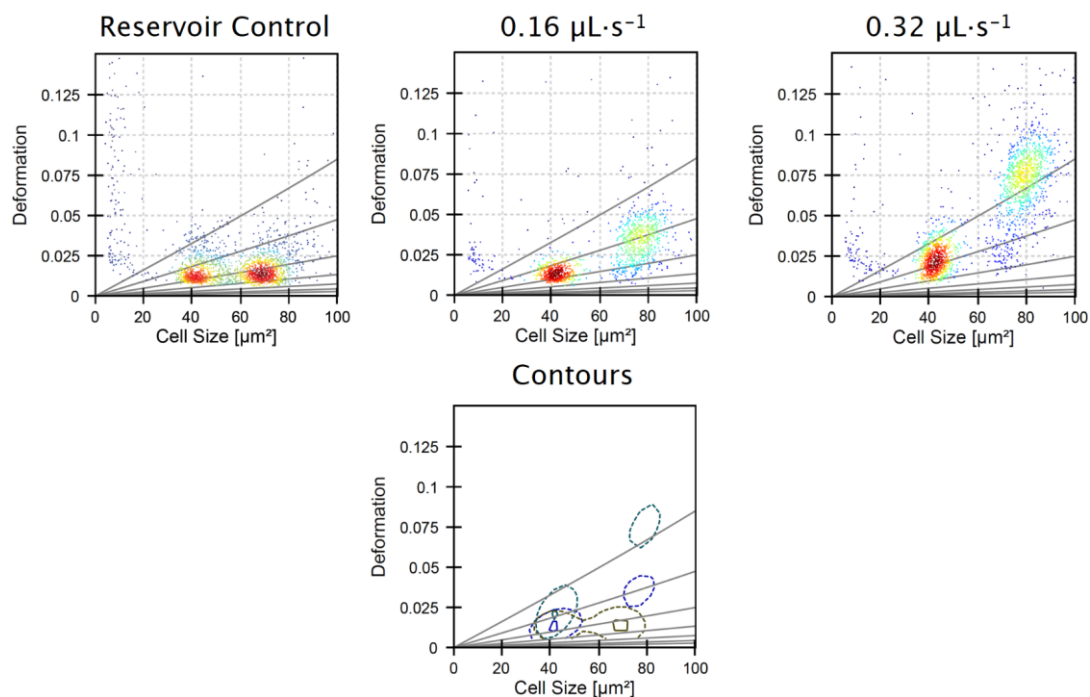 Reservoir Control
0.16 µL·s⁻¹
0.32 µL·s⁻¹
Deformation
0.125
0.1
0.075
0.05
0.025
0
0 20 40 60 80 100
Cell Size [µm²]
Deformation
0.125
0.1
0.075
0.05
0.025
0
0 20 40 60 80 100
Cell Size [µm²]
Deformation
0.125
0.1
0.075
0.05
0.025
0
0 20 40 60 80 100
Cell Size [µm²]
Contours
Deformation
0.125
0.1
0.075
0.05
0.025
0
0 20 40 60 80 100
Cell Size [µm²]